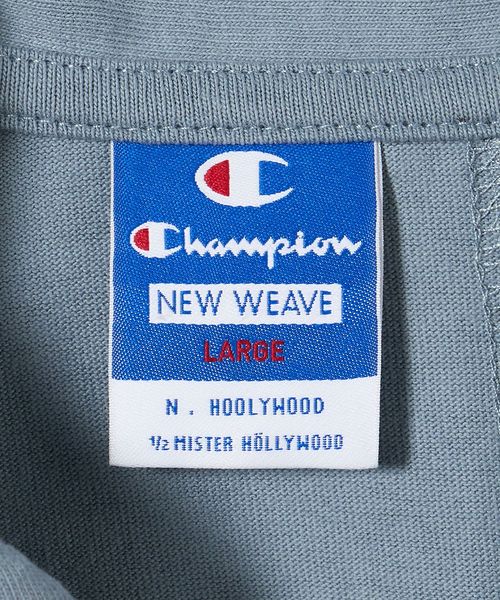 Champion
NEW WEAVE
LARGE
N. HOOLYWOOD
1/2 MISTER HÖLLYWOOD